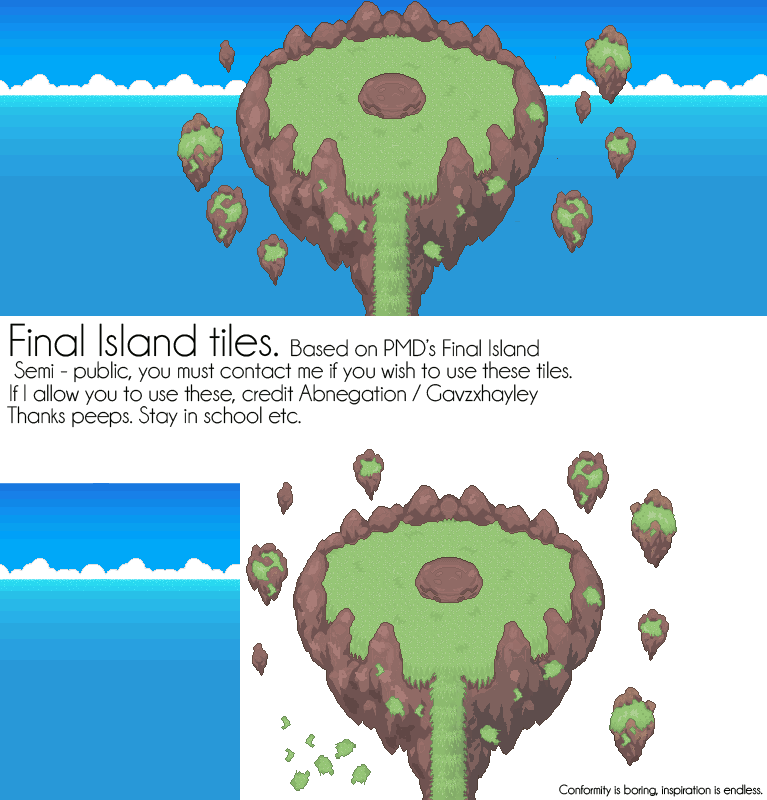 Final Island tiles. Based on PMD's Final Island
Semi - public, you must contact me if you wish to use these tiles.
If I allow you to use these, credit Abnegation / Gavzxhayley
Thanks peeps. Stay in school etc.
Conformity is boring, inspiration is endless.